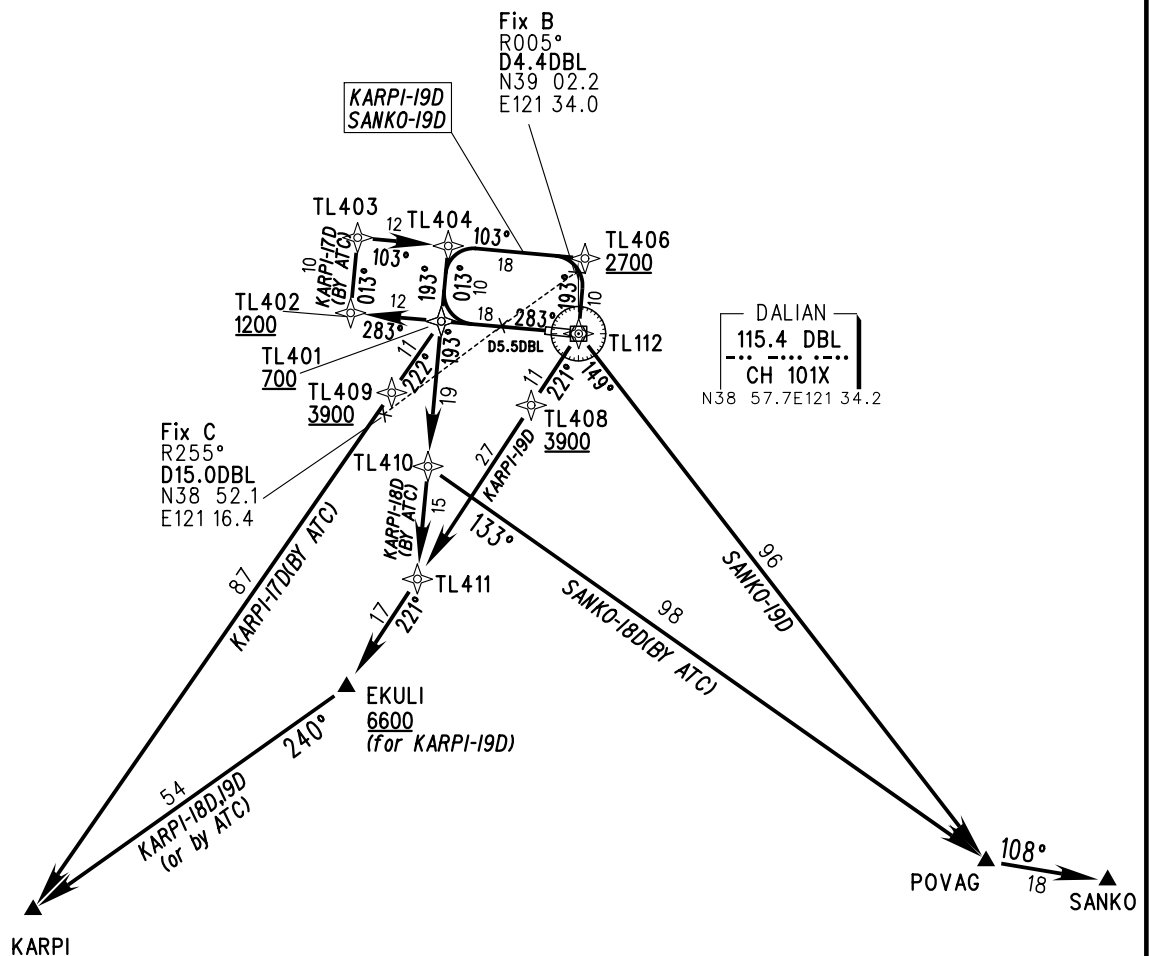 Fix B
R005°
D4.4DBL
N39 02.2
E121 34.0
KARPI-19D
SANKO-19D
TL403
12
103°
TL404
103°
18
TL406
2700
10
KARPI-17D
(BY ATC)
013°
193°
013°
10
193°
10
TL402
1200
12
283°
18
283°
D5.5DBL
TL112
TL401
700
193°
DALIAN
115.4 DBL
CH 101X
N38 57.7E121 34.2
11
222°
TL409
3900
19
11
221°
149°
TL408
3900
Fix C
R255°
D15.0DBL
N38 52.1
E121 16.4
TL410
27
KARPI-19D
KARPI-18D
(BY ATC)
15
133°
TL411
87
KARPI-17D(BY ATC)
96
SANKO-19D
98
SANKO-18D(BY ATC)
17
221°
EKULI
6600
(for KARPI-19D)
240°
54
KARPI-18D,19D
(or by ATC)
POVAG
108°
18
SANKO
KARPI